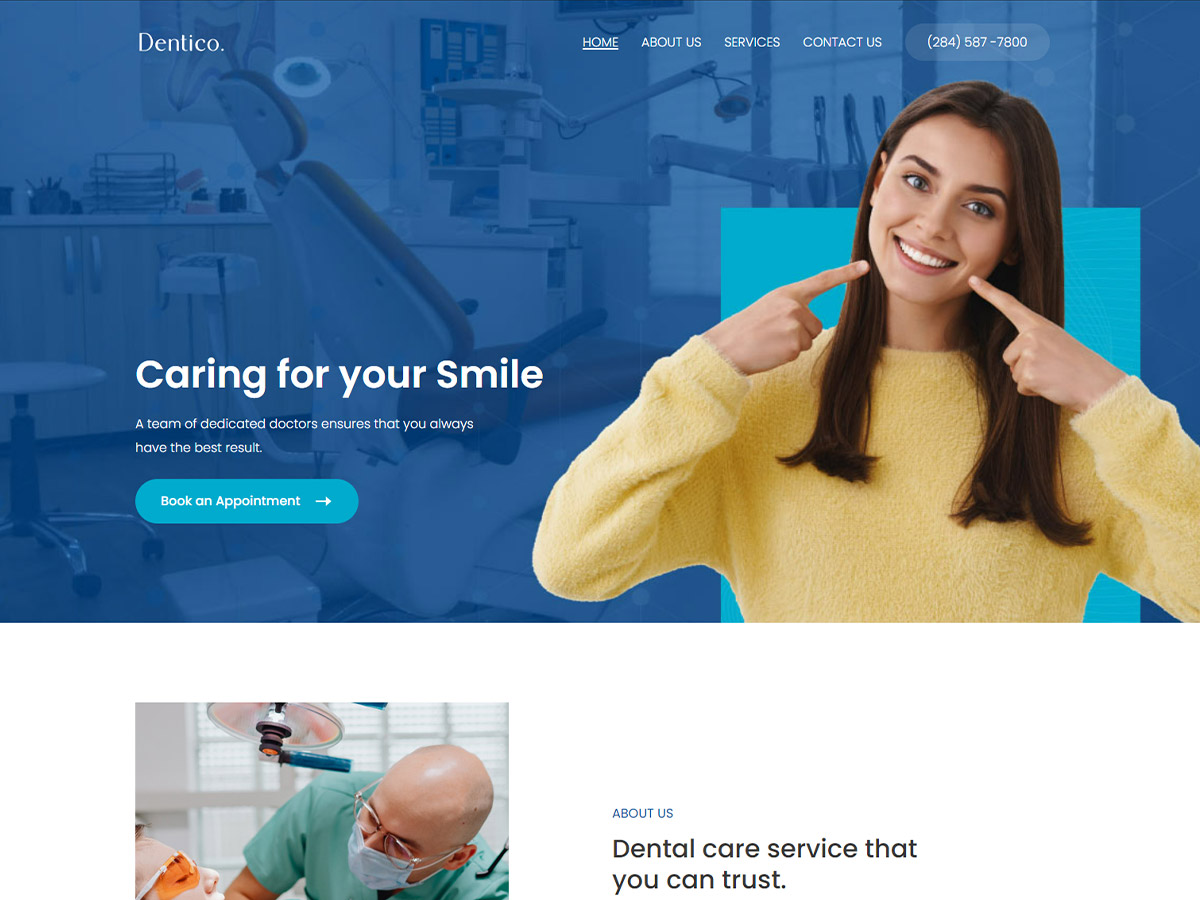 Dentico.
HOME
ABOUT US
SERVICES
CONTACT US
(284) 587 -7800
Caring for your Smile
A team of dedicated doctors ensures that you always
have the best result.
Book an Appointment
ABOUT US
Dental care service that
you can trust.